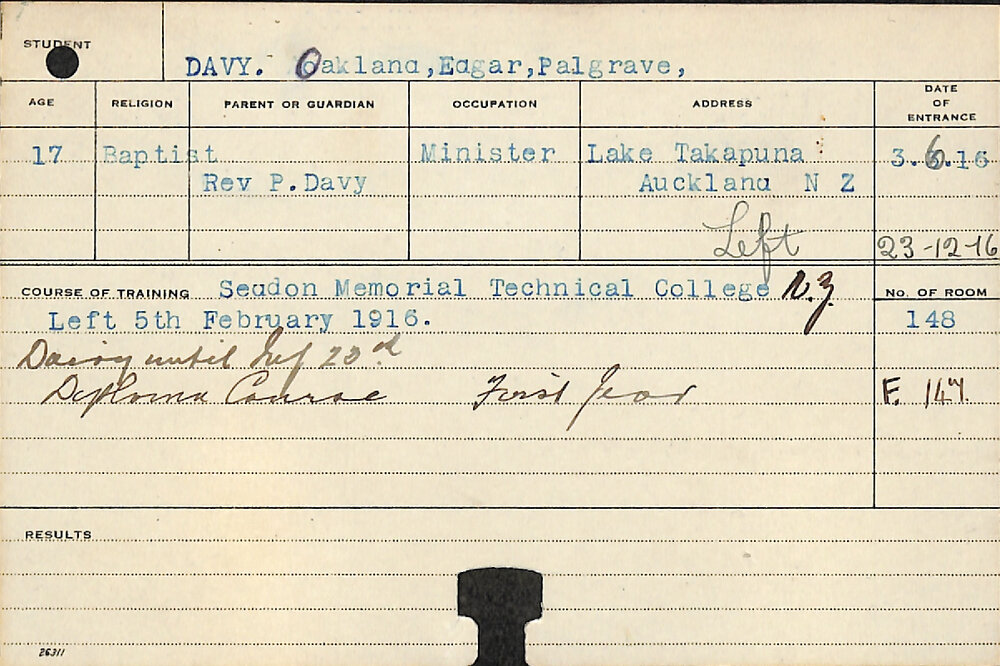 STUDENT
DAVY. Oakland,Edgar,Palgrave,
AGE RELIGION PARENT OR GUARDIAN OCCUPATION ADDRESS DATE OF ENTRANCE
17 Baptist Minister Lake Takapuna 3.6.16
Rev P.Davy Auckland N Z
Left 23-12-16
COURSE OF TRAINING Seddon Memorial Technical College N.Z. No. OF ROOM
Left 5th February 1916. 148
Dairy until 23rd
Diploma Course First Year F. 147.
RESULTS
26311